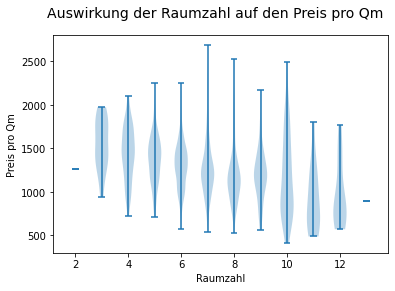 Auswirkung der Raumzahl auf den Preis pro Qm
Preis pro Qm
2500
2000
1500
1000
500
2 4 6 8 10 12
Raumzahl